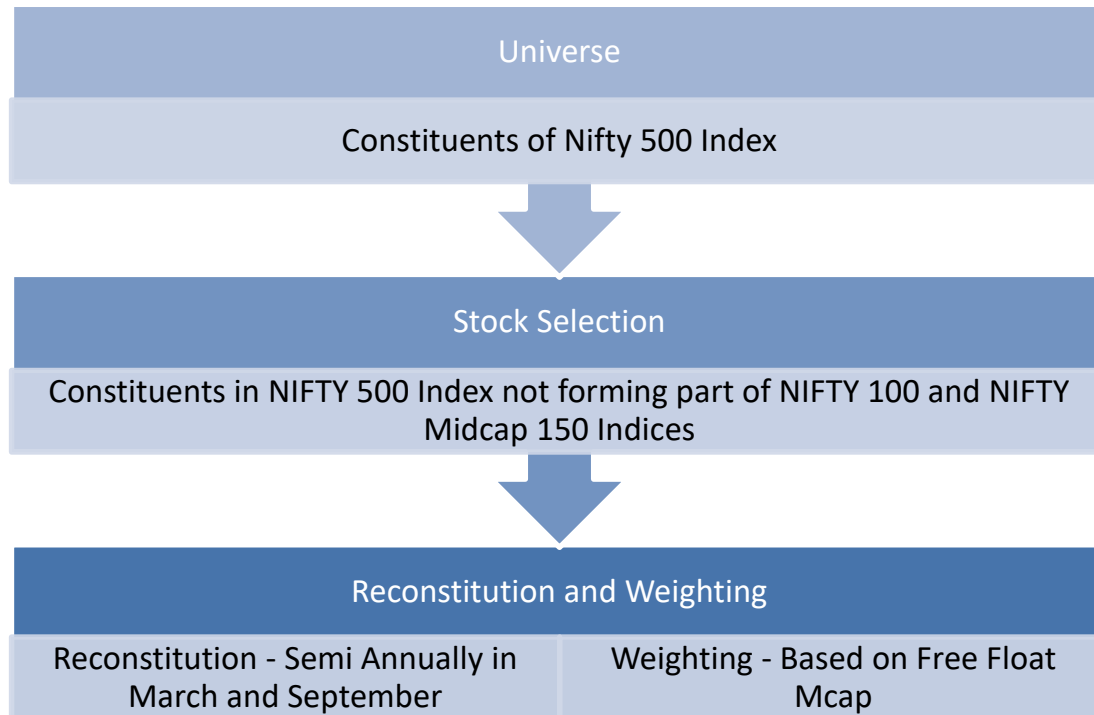 Universe
Constituents of Nifty 500 Index
Stock Selection
Constituents in NIFTY 500 Index not forming part of NIFTY 100 and NIFTY
Midcap 150 Indices
Reconstitution and Weighting
Reconstitution - Semi Annually in
March and September
Weighting - Based on Free Float
Mcap